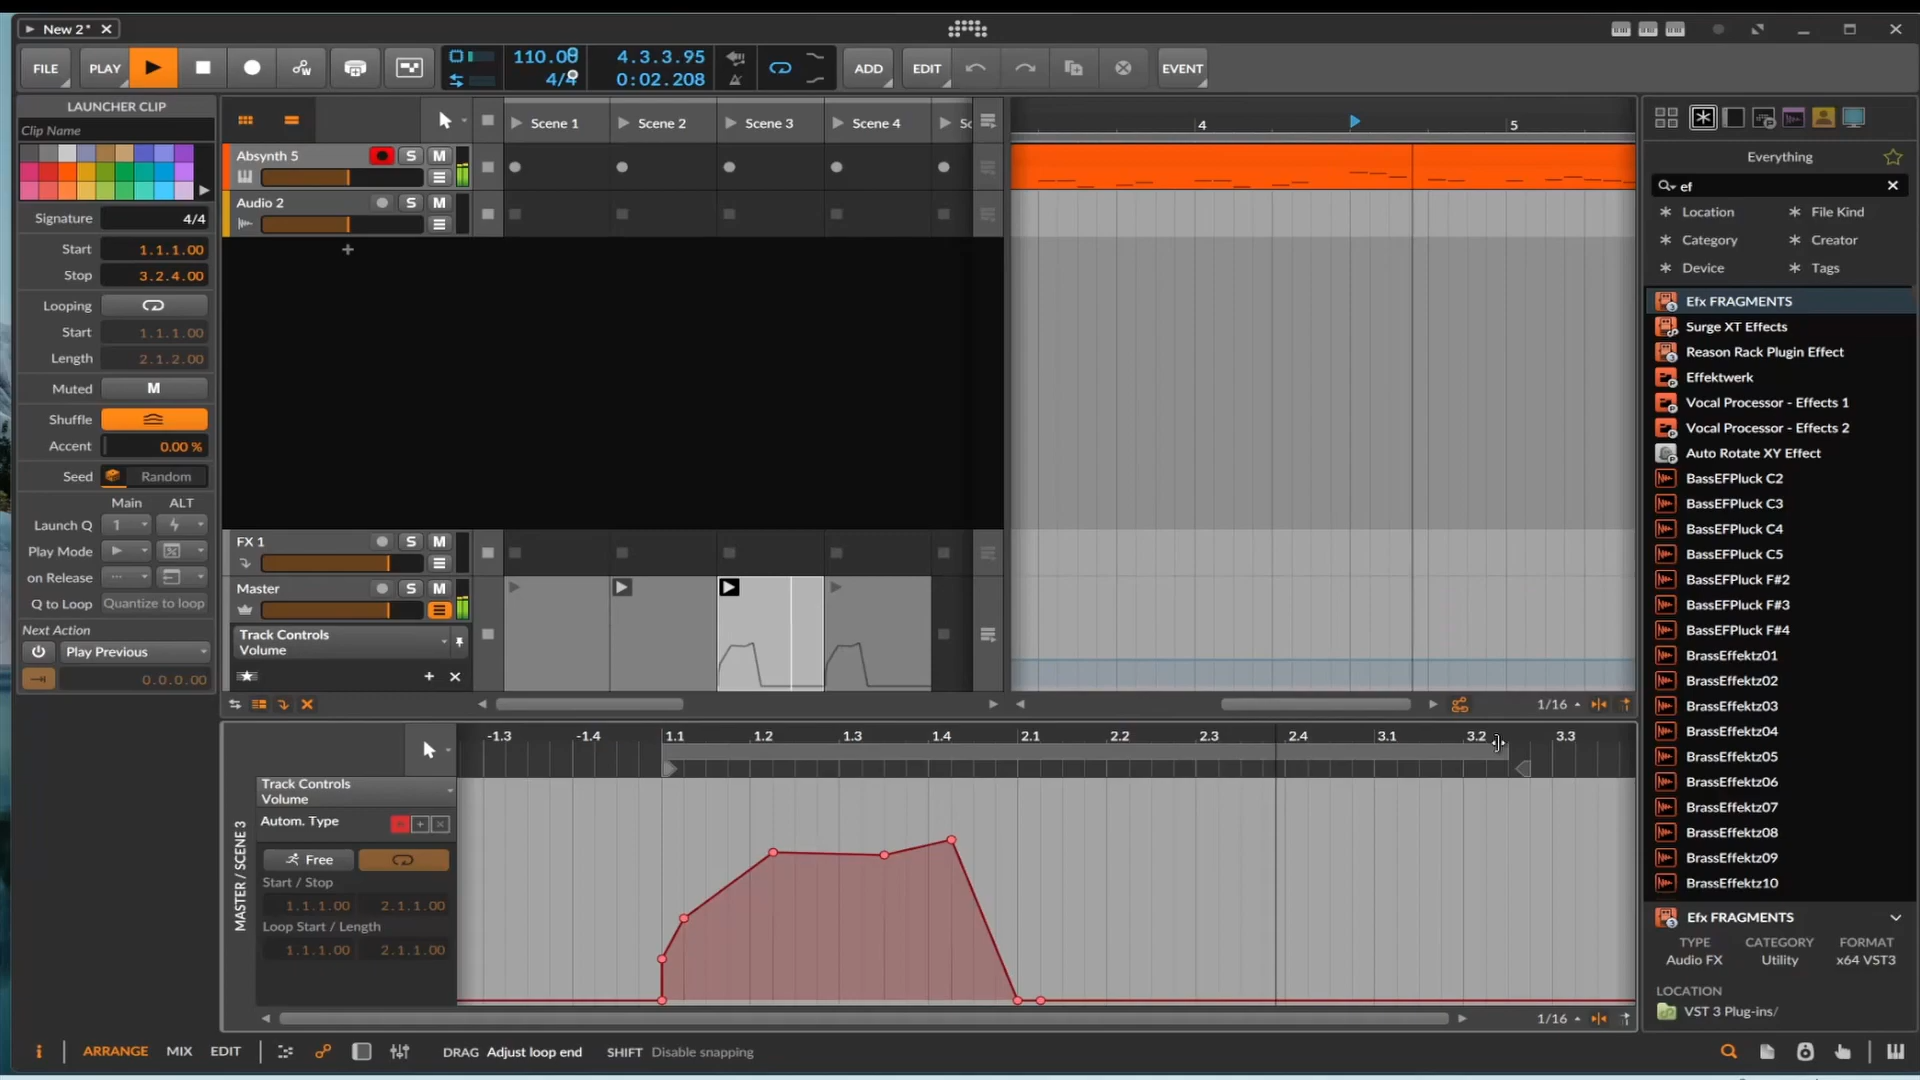 New 2*
FILE
PLAY
110.00
4/4
4.3.3.95
0:02.208
ADD
EDIT
EVENT
LAUNCHER CLIP
Clip Name
Signature 4/4
Start 1.1.1.00
Stop 3.2.4.00
Looping
Start 1.1.1.00
Length 2.1.2.00
Muted M
Shuffle
Accent 0.00 %
Seed Random
Main ALT
Launch Q 1
Play Mode
on Release
Q to Loop Quantize to loop
Next Action
Play Previous
0.0.0.00
Scene 1
Scene 2
Scene 3
Scene 4
Sc
Absynth 5 S M
Audio 2 S M
FX 1 S M
Master S M
Track Controls
Volume
4
5
1/16
-1.3 -1.4 1.1 1.2 1.3 1.4 2.1 2.2 2.3 2.4 3.1 3.2 3.3
MASTER / SCENE 3
Track Controls
Volume
Autom. Type
Free
Start / Stop
1.1.1.00 2.1.1.00
Loop Start / Length
1.1.1.00 2.1.1.00
1/16
Everything
ef
Location
File Kind
Category
Creator
Device
Tags
Efx FRAGMENTS
Surge XT Effects
Reason Rack Plugin Effect
Effektwerk
Vocal Processor - Effects 1
Vocal Processor - Effects 2
Auto Rotate XY Effect
BassEFPluck C2
BassEFPluck C3
BassEFPluck C4
BassEFPluck C5
BassEFPluck F#2
BassEFPluck F#3
BassEFPluck F#4
BrassEffektz01
BrassEffektz02
BrassEffektz03
BrassEffektz04
BrassEffektz05
BrassEffektz06
BrassEffektz07
BrassEffektz08
BrassEffektz09
BrassEffektz10
Efx FRAGMENTS
TYPE CATEGORY FORMAT
Audio FX Utility x64 VST3
LOCATION
VST 3 Plug-ins/
ARRANGE
MIX
EDIT
DRAG Adjust loop end
SHIFT Disable snapping